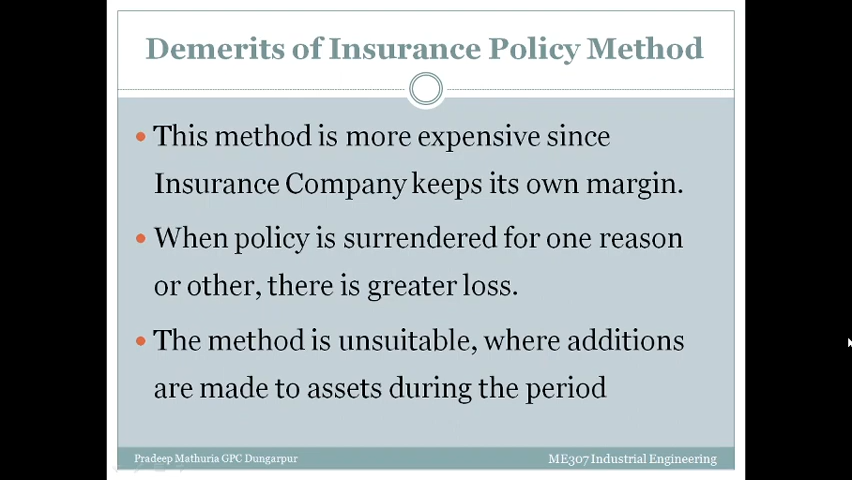 Demerits of Insurance Policy Method
This method is more expensive since
Insurance Company keeps its own margin.
When policy is surrendered for one reason
or other, there is greater loss.
The method is unsuitable, where additions
are made to assets during the period
Pradeep Mathuria GPC Dungarpur
ME307 Industrial Engineering